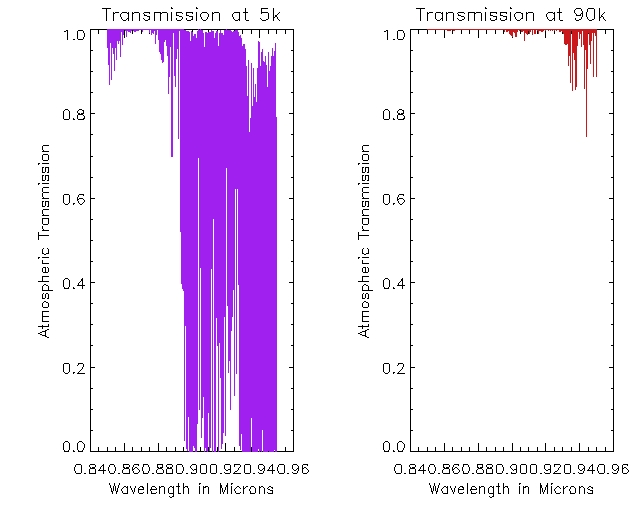 Transmission at 5k
1.0
0.8
0.6
0.4
0.2
0.0
Atmospheric Transmission
0.840.860.880.900.920.940.96
Wavelength in Microns
Transmission at 90k
1.0
0.8
0.6
0.4
0.2
0.0
Atmospheric Transmission
0.840.860.880.900.920.940.96
Wavelength in Microns